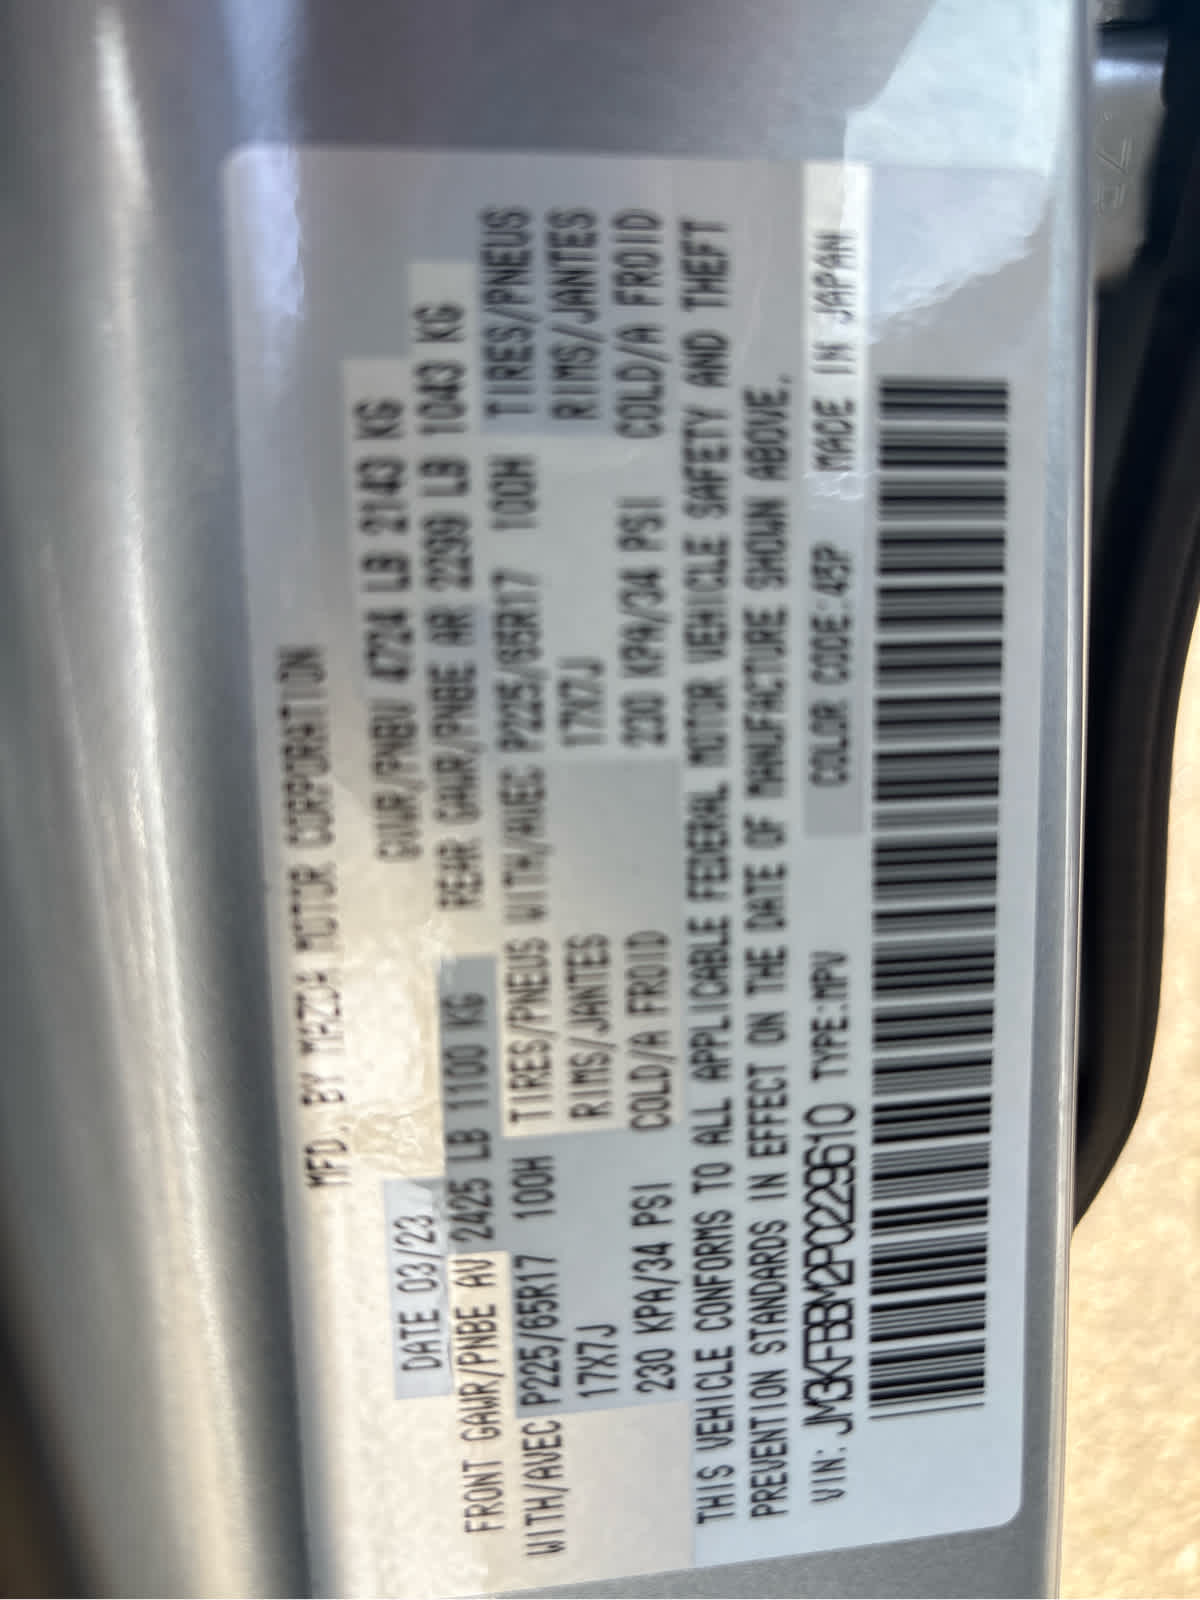 MFD. BY MAZDA MOTOR CORPORATION
DATE 03/23 GVWR/PNBV 4724 LB 2143 KG
FRONT GAWR/PNBE AV 2425 LB 1100 KG REAR GAWR/PNBE AR 2299 LB 1043 KG
WITH/AVEC P225/65R17 100H TIRES/PNEUS WITH/AVEC P225/65R17 100H TIRES/PNEUS
17X7J RIMS/JANTES 17X7J RIMS/JANTES
230 KPA/34 PSI COLD/A FROID 230 KPA/34 PSI COLD/A FROID
THIS VEHICLE CONFORMS TO ALL APPLICABLE FEDERAL MOTOR VEHICLE SAFETY AND THEFT
PREVENTION STANDARDS IN EFFECT ON THE DATE OF MANUFACTURE SHOWN ABOVE.
VIN: JM3KFBBM2P0229610 TYPE:MPV COLOR CODE:45P MADE IN JAPAN